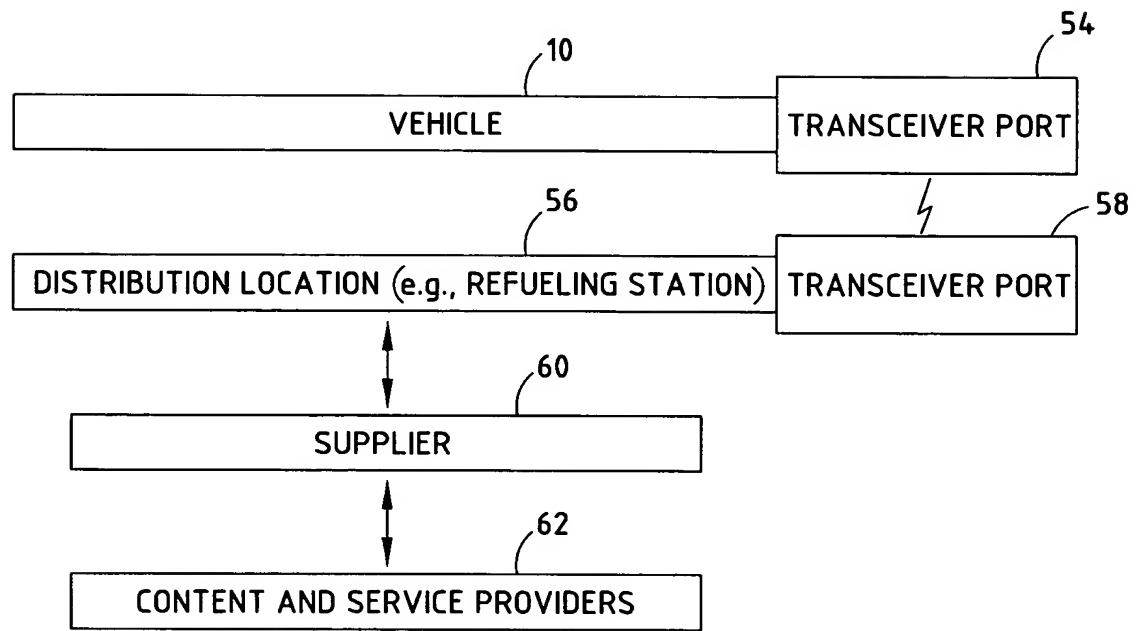 54
10
VEHICLE
TRANSCEIVER PORT
56
58
DISTRIBUTION LOCATION (e.g., REFUELING STATION)
TRANSCEIVER PORT
60
SUPPLIER
62
CONTENT AND SERVICE PROVIDERS